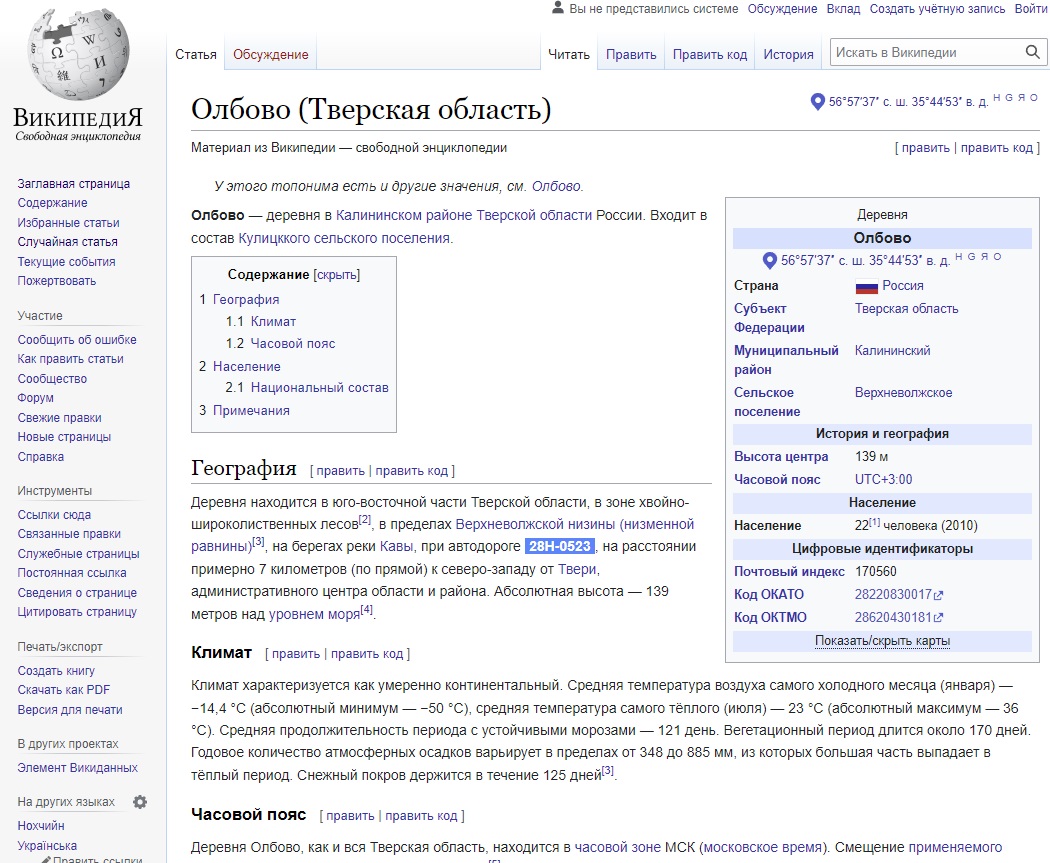 Вы не представились системе Обсуждение Вклад Создать учётную запись Войти
Статья Обсуждение Читать Править Править код История Искать в Википедии
ВикипедиЯ
Свободная энциклопедия
Заглавная страница
Содержание
Избранные статьи
Случайная статья
Текущие события
Пожертвовать
Участие
Сообщить об ошибке
Как править статьи
Сообщество
Форум
Свежие правки
Новые страницы
Справка
Инструменты
Ссылки сюда
Связанные правки
Служебные страницы
Постоянная ссылка
Сведения о странице
Цитировать страницу
Печать/экспорт
Создать книгу
Скачать как PDF
Версия для печати
В других проектах
Элемент Викиданных
На других языках
Нохчийн
Українська
Править ссылки
Олбово (Тверская область)
56°57′37″ с. ш. 35°44′53″ в. д. H G Я O
Материал из Википедии — свободной энциклопедии
[ править | править код ]
У этого топонима есть и другие значения, см. Олбово.
Олбово — деревня в Калининском районе Тверской области России. Входит в
состав Кулицккого сельского поселения.
Содержание [скрыть]
1 География
1.1 Климат
1.2 Часовой пояс
2 Население
2.1 Национальный состав
3 Примечания
Деревня
Олбово
56°57′37″ с. ш. 35°44′53″ в. д. H G Я O
Страна Россия
Субъект Тверская область
Федерации
Муниципальный Калининский
район
Сельское Верхневолжское
поселение
История и география
Высота центра 139 м
Часовой пояс UTC+3:00
Население
Население 22[1] человека (2010)
Цифровые идентификаторы
Почтовый индекс 170560
Код ОКАТО 28220830017
Код ОКТМО 28620430181
Показать/скрыть карты
География [ править | править код ]
Деревня находится в юго-восточной части Тверской области, в зоне хвойно-
широколиственных лесов[2], в пределах Верхневолжской низины (низменной
равнины)[3], на берегах реки Кавы, при автодороге 28Н-0523, на расстоянии
примерно 7 километров (по прямой) к северо-западу от Твери,
административного центра области и района. Абсолютная высота — 139
метров над уровнем моря[4].
Климат [ править | править код ]
Климат характеризуется как умеренно континентальный. Средняя температура воздуха самого холодного месяца (января) —
−14,4 °C (абсолютный минимум — −50 °C), средняя температура самого тёплого (июля) — 23 °C (абсолютный максимум — 36
°C). Средняя продолжительность периода с устойчивыми морозами — 121 день. Вегетационный период длится около 170 дней.
Годовое количество атмосферных осадков варьирует в пределах от 348 до 885 мм, из которых большая часть выпадает в
тёплый период. Снежный покров держится в течение 125 дней[3].
Часовой пояс [ править | править код ]
Деревня Олбово, как и вся Тверская область, находится в часовой зоне МСК (московское время). Смещение применяемого